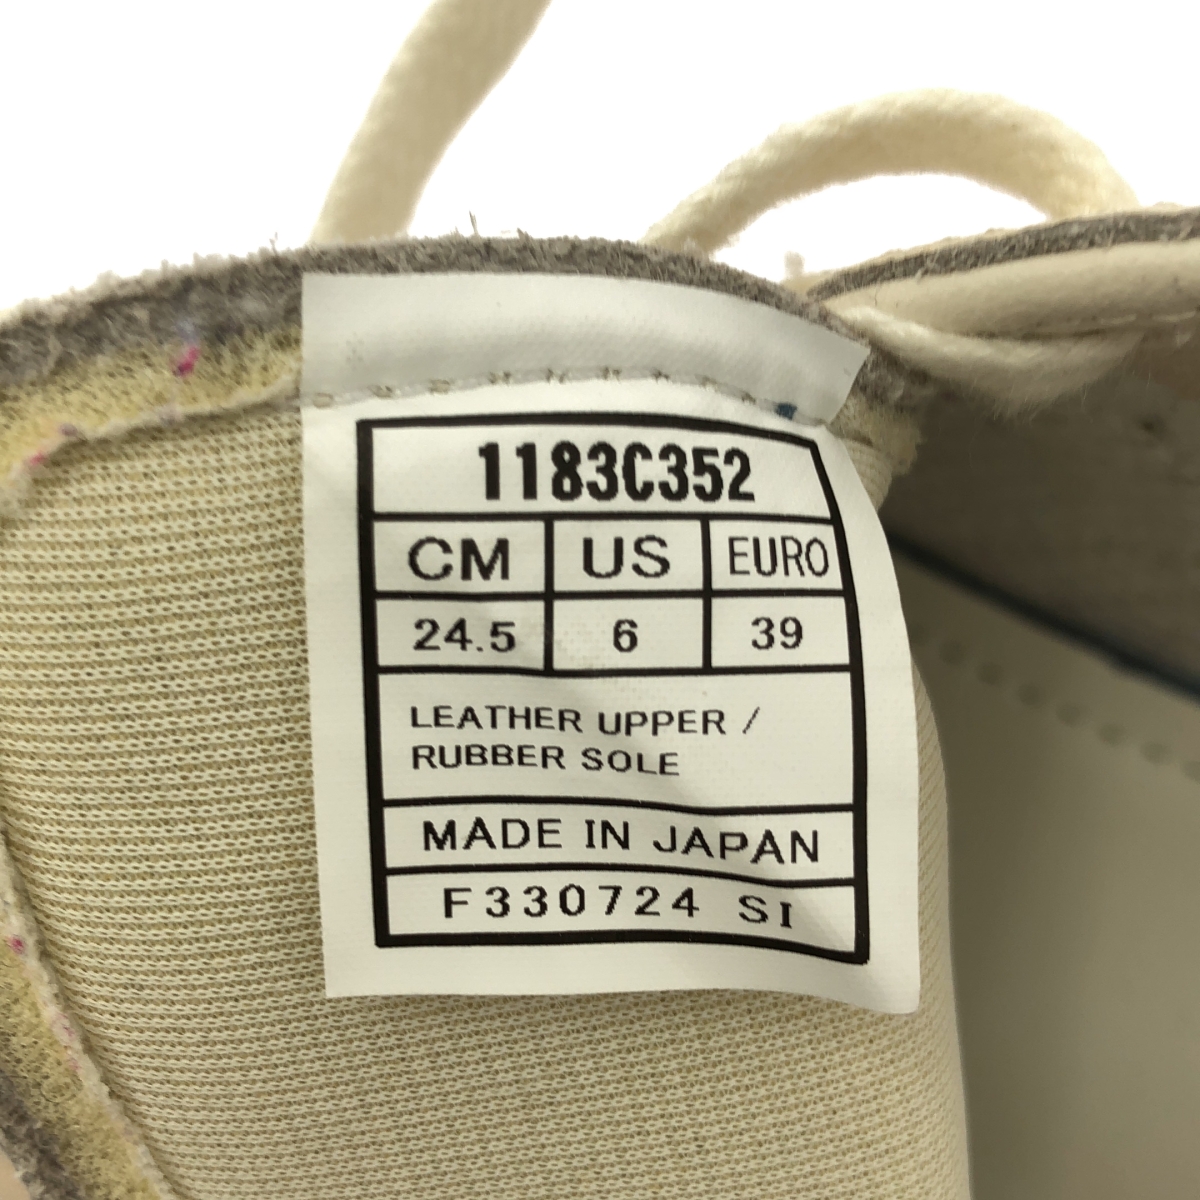 1183C352
CM US EURO
24.5 6 39
LEATHER UPPER /
RUBBER SOLE
MADE IN JAPAN
F330724 SI